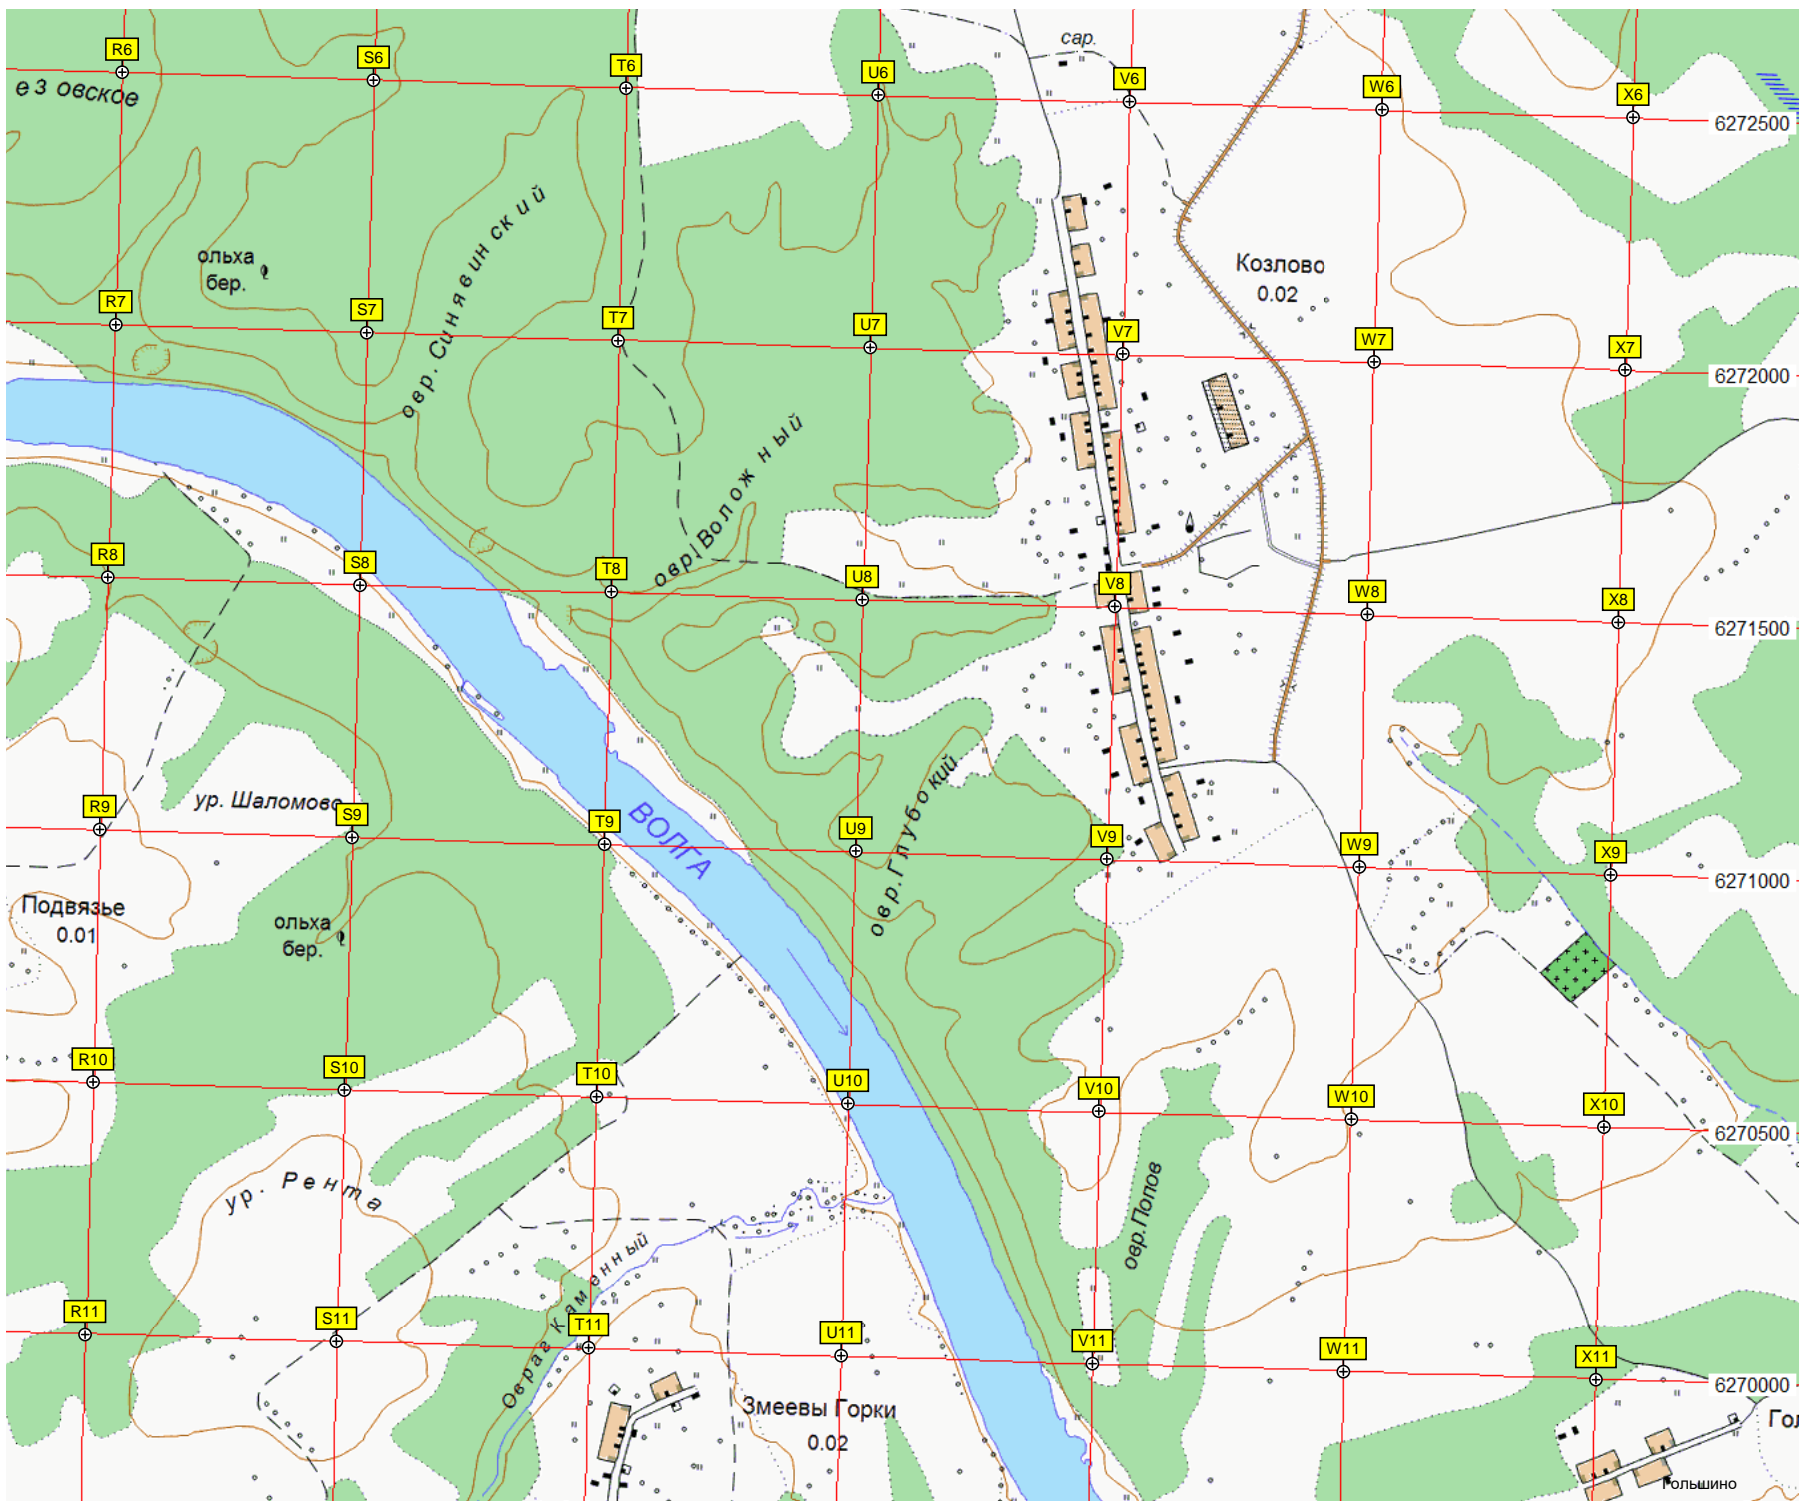 R6
S6
T6
U6
сар.
V6
W6
X6
6272500
ез овское
овр. Синявинский
ольха
бер.
Козлово
0.02
R7
S7
T7
U7
V7
W7
X7
6272000
овр. Воложный
R8
S8
T8
U8
V8
W8
X8
6271500
ур. Шаломово
R9
S9
T9
ВОЛГА
U9
овр. Глубокий
V9
W9
X9
6271000
Подвязье
0.01
ольха
бер.
R10
S10
T10
U10
V10
W10
X10
6270500
ур. Рента
овр. Попов
Овраг Каменный
R11
S11
T11
U11
V11
W11
X11
6270000
Змеевы Горки
0.02
Гол
Гольшино